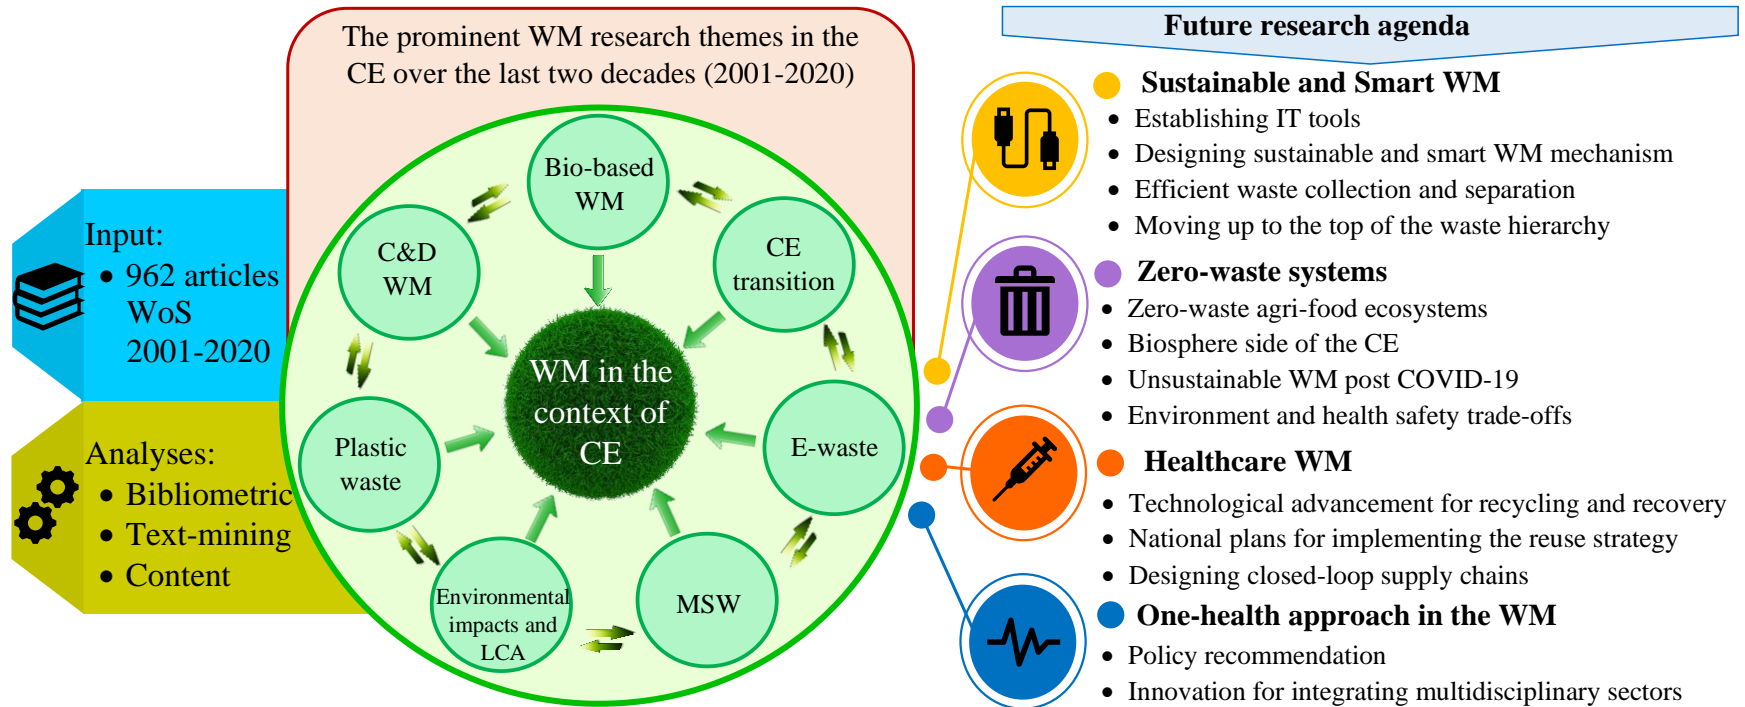 Input:
• 962 articles
WoS
2001-2020
Analyses:
• Bibliometric
• Text-mining
• Content
The prominent WM research themes in the
CE over the last two decades (2001-2020)
Bio-based
WM
CE
transition
E-waste
MSW
Environmental
impacts and
LCA
Plastic
waste
C&D
WM
WM in the
context of
CE
Future research agenda
Sustainable and Smart WM
• Establishing IT tools
• Designing sustainable and smart WM mechanism
• Efficient waste collection and separation
• Moving up to the top of the waste hierarchy
Zero-waste systems
• Zero-waste agri-food ecosystems
• Biosphere side of the CE
• Unsustainable WM post COVID-19
• Environment and health safety trade-offs
Healthcare WM
• Technological advancement for recycling and recovery
• National plans for implementing the reuse strategy
• Designing closed-loop supply chains
One-health approach in the WM
• Policy recommendation
• Innovation for integrating multidisciplinary sectors